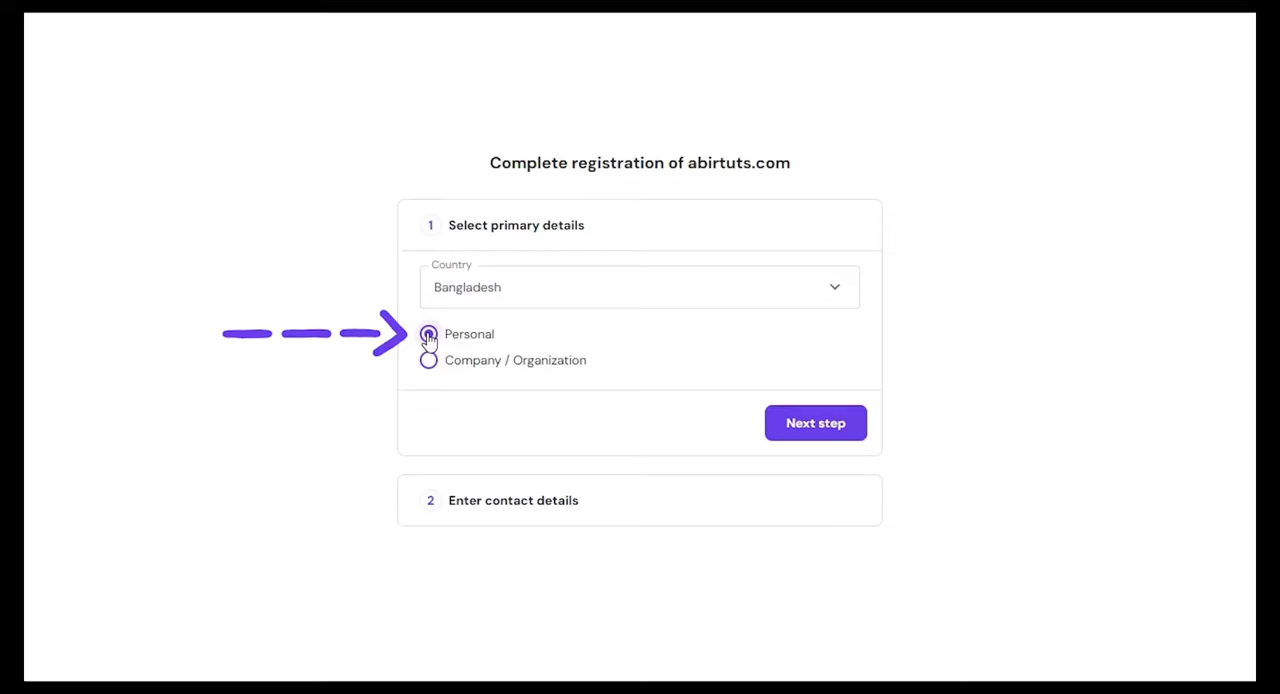 Complete registration of abirtuts.com
1 Select primary details
Country
Bangladesh
Personal
Company / Organization
Next step
2 Enter contact details